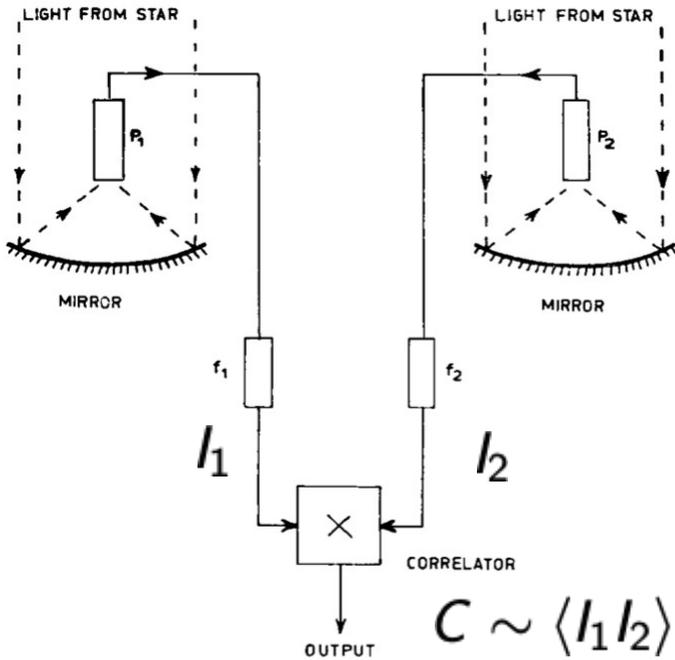 LIGHT FROM STAR
LIGHT FROM STAR
P₁
P₂
MIRROR
MIRROR
f₁
f₂
I₁
I₂
×
CORRELATOR
C ~ ⟨I₁I₂⟩
OUTPUT